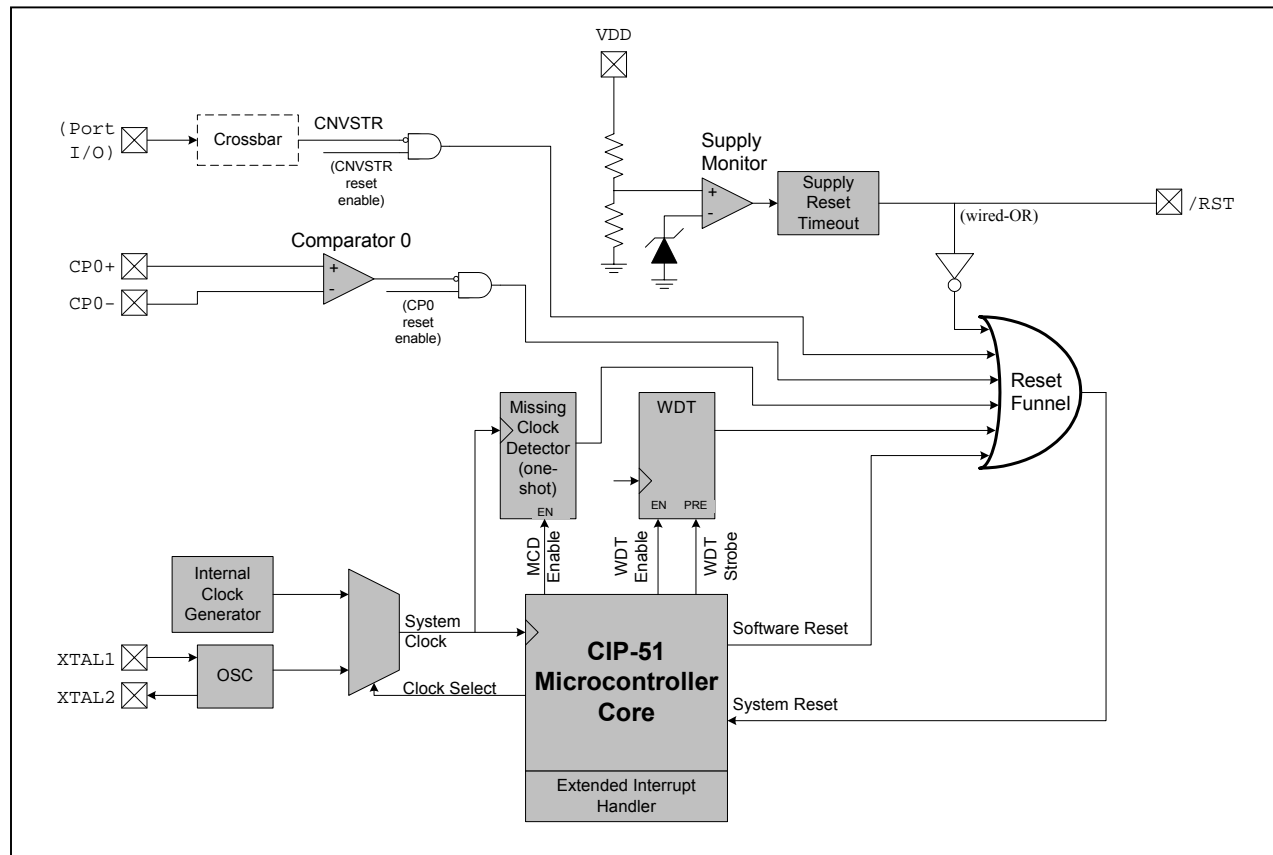 VDD
(Port
I/O)
Crossbar
CNVSTR
(CNVSTR
reset
enable)
Supply
Monitor
+
-
Supply
Reset
Timeout
(wired-OR)
/RST
Comparator 0
CP0+
CP0-
+
-
(CP0
reset
enable)
Reset
Funnel
Missing
Clock
Detector
(one-
shot)
EN
WDT
EN
PRE
MCD
Enable
WDT
Enable
WDT
Strobe
Internal
Clock
Generator
System
Clock
XTAL1
XTAL2
OSC
Clock Select
CIP-51
Microcontroller
Core
Software Reset
System Reset
Extended Interrupt
Handler